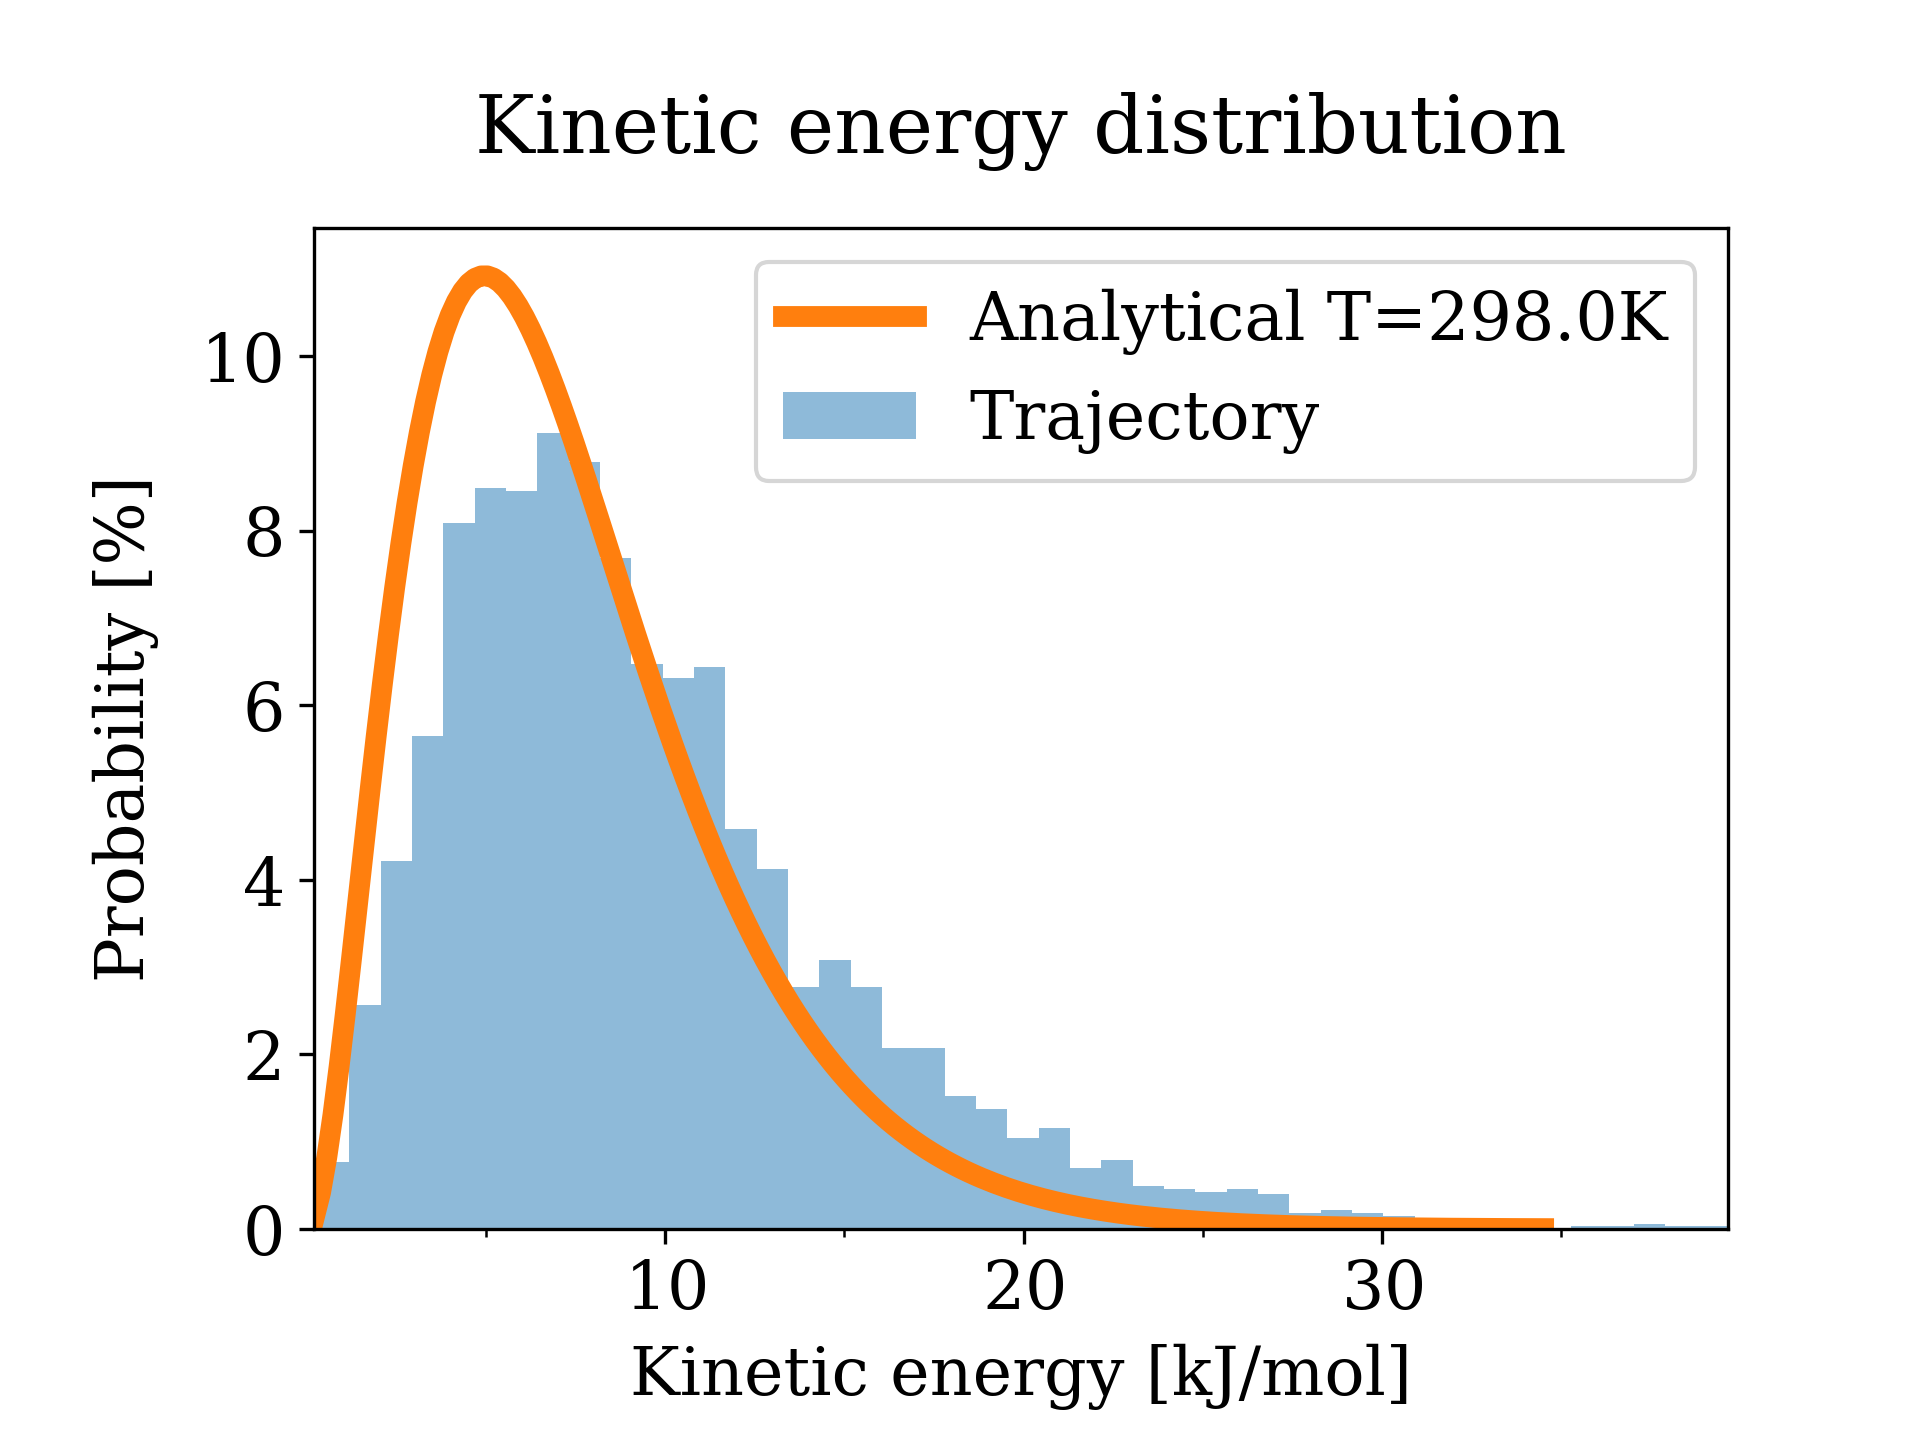 Kinetic energy distribution
Analytical T=298.0K
Trajectory
Probability [%]
10
8
6
4
2
0
10 20 30
Kinetic energy [kJ/mol]